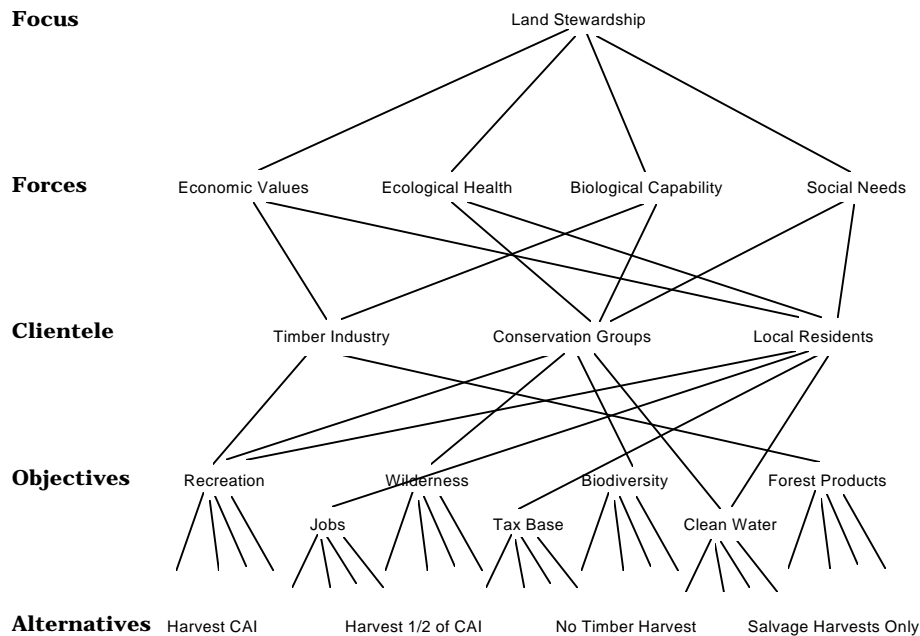 Focus Land Stewardship
Forces Economic Values Ecological Health Biological Capability Social Needs
Clientele Timber Industry Conservation Groups Local Residents
Objectives Recreation Wilderness Biodiversity Forest Products
Jobs Tax Base Clean Water
Alternatives Harvest CAI Harvest 1/2 of CAI No Timber Harvest Salvage Harvests Only